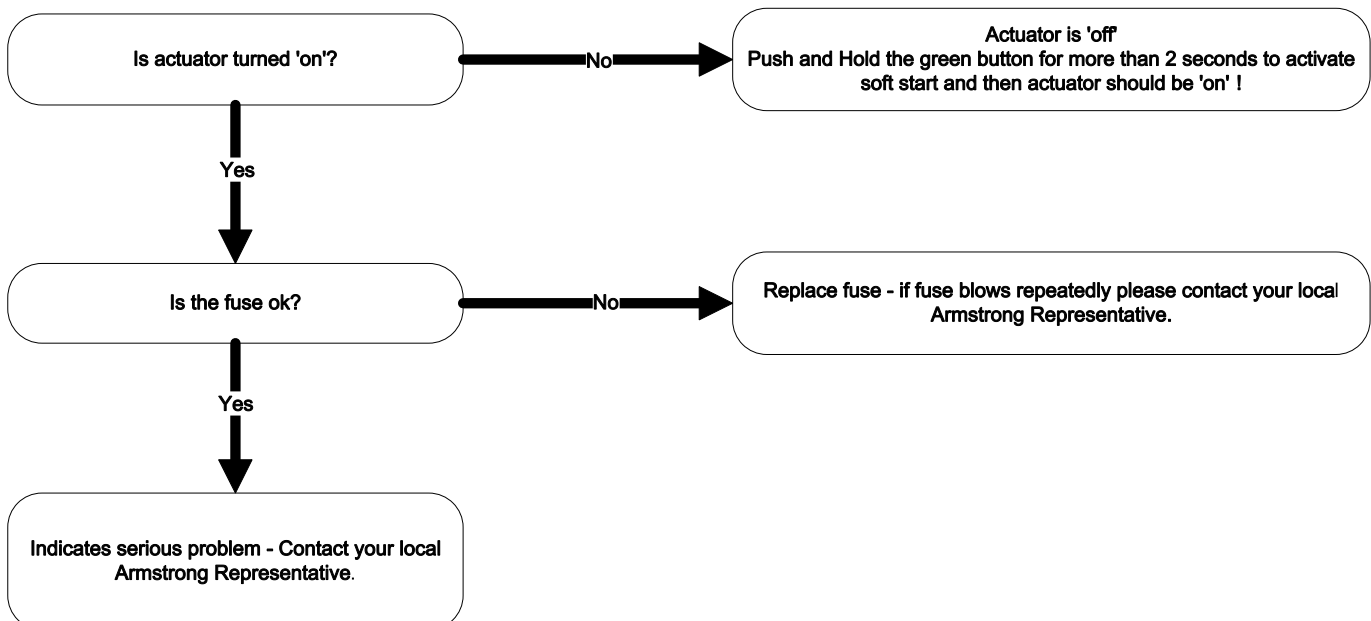 Is actuator turned 'on'?
No
Actuator is 'off'
Push and Hold the green button for more than 2 seconds to activate
soft start and then actuator should be 'on' !
Yes
Is the fuse ok?
No
Replace fuse - if fuse blows repeatedly please contact your local
Armstrong Representative.
Yes
Indicates serious problem - Contact your local
Armstrong Representative.